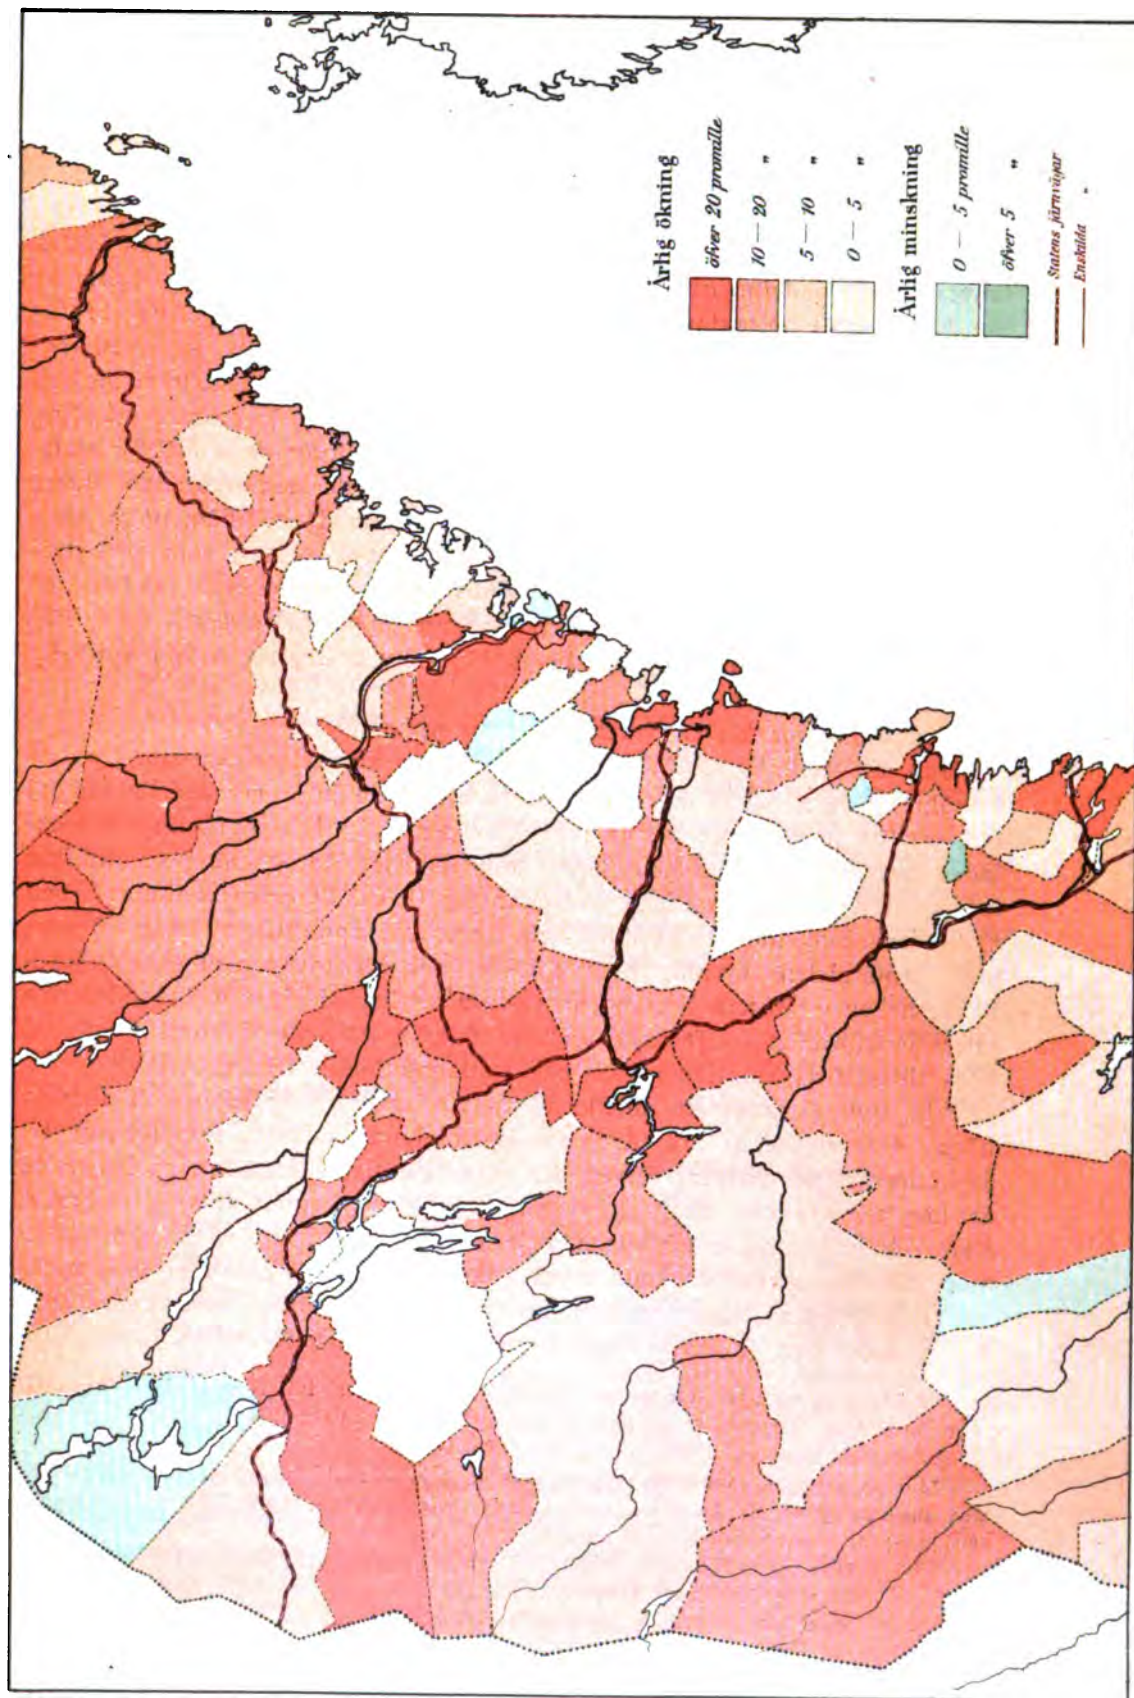 Årlig ökning
öfver 20 promille
10 — 20 "
5 — 10 "
0 — 5 "
Årlig minskning
0 — 5 promille
öfver 5 "
Statens järnvägar
Enskilda "